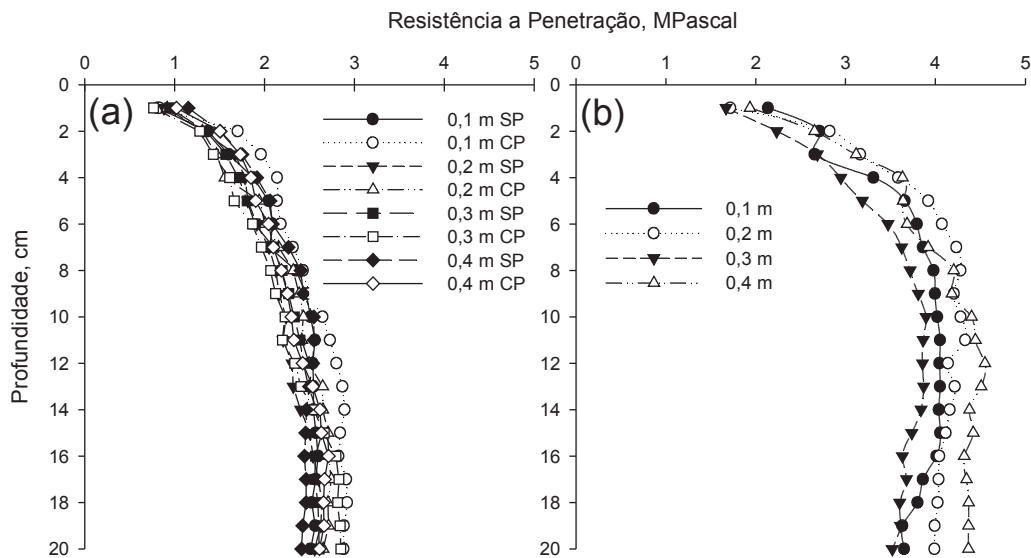 Resistência a Penetração, MPascal
0 1 2 3 4 5 0 1 2 3 4 5
Profundidade, cm
0
2
4
6
8
10
12
14
16
18
20
(a)
0,1 m SP
0,1 m CP
0,2 m SP
0,2 m CP
0,3 m SP
0,3 m CP
0,4 m SP
0,4 m CP
(b)
0,1 m
0,2 m
0,3 m
0,4 m